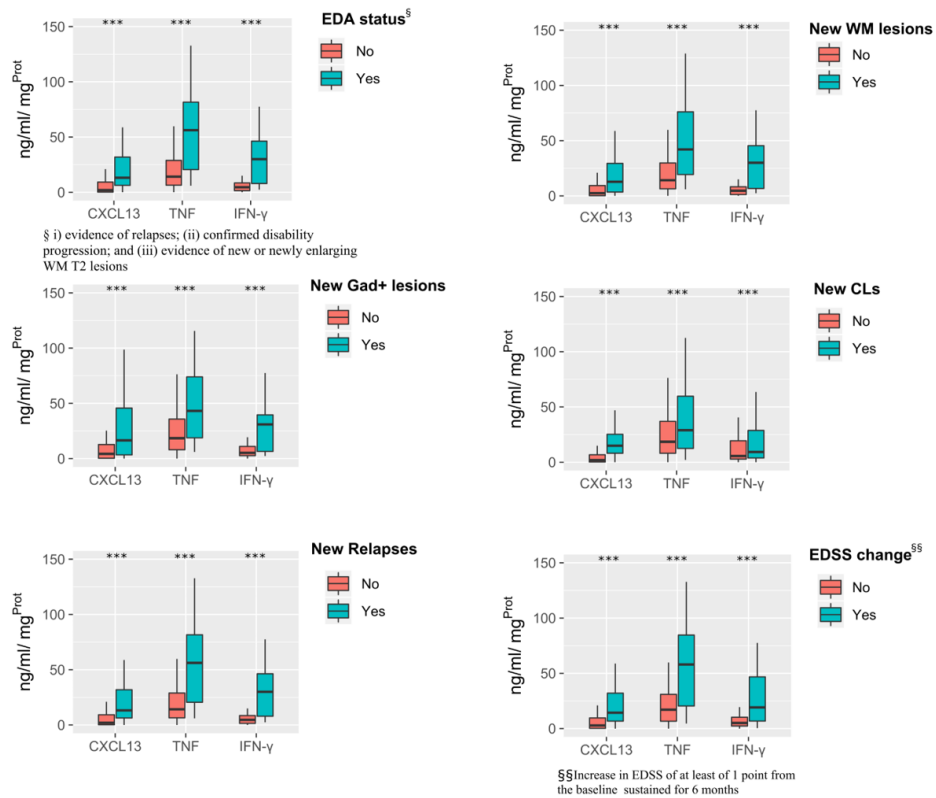 EDA status§
No
Yes
***
***
***
150
100
50
0
ng/ml/ mgProt
CXCL13
TNF
IFN-γ
§ i) evidence of relapses; (ii) confirmed disability
progression; and (iii) evidence of new or newly enlarging
WM T2 lesions
New WM lesions
No
Yes
***
***
***
150
100
50
0
ng/ml/ mgProt
CXCL13
TNF
IFN-γ
New Gad+ lesions
No
Yes
***
***
***
150
100
50
0
ng/ml/ mgProt
CXCL13
TNF
IFN-γ
New CLs
No
Yes
***
***
***
150
100
50
0
ng/ml/ mgProt
CXCL13
TNF
IFN-γ
New Relapses
No
Yes
***
***
***
150
100
50
0
ng/ml/ mgProt
CXCL13
TNF
IFN-γ
EDSS change§§
No
Yes
***
***
***
150
100
50
0
ng/ml/ mgProt
CXCL13
TNF
IFN-γ
§§Increase in EDSS of at least of 1 point from
the baseline sustained for 6 months